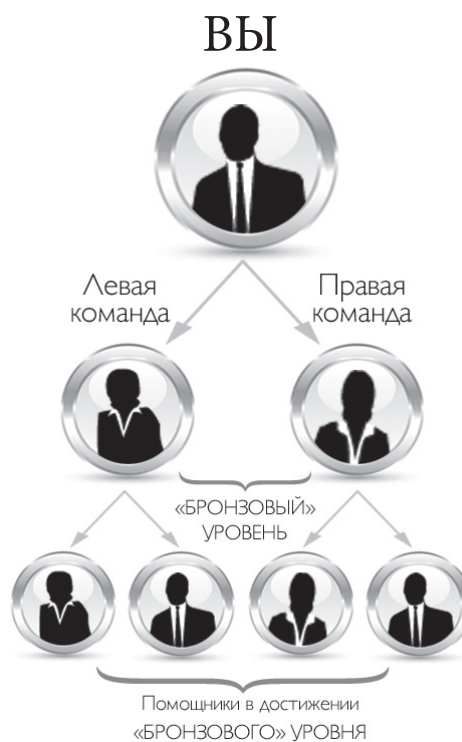 ВЫ
Левая
команда
Правая
команда
«БРОНЗОВЫЙ»
УРОВЕНЬ
Помощники в достижении
«БРОНЗОВОГО» УРОВНЯ